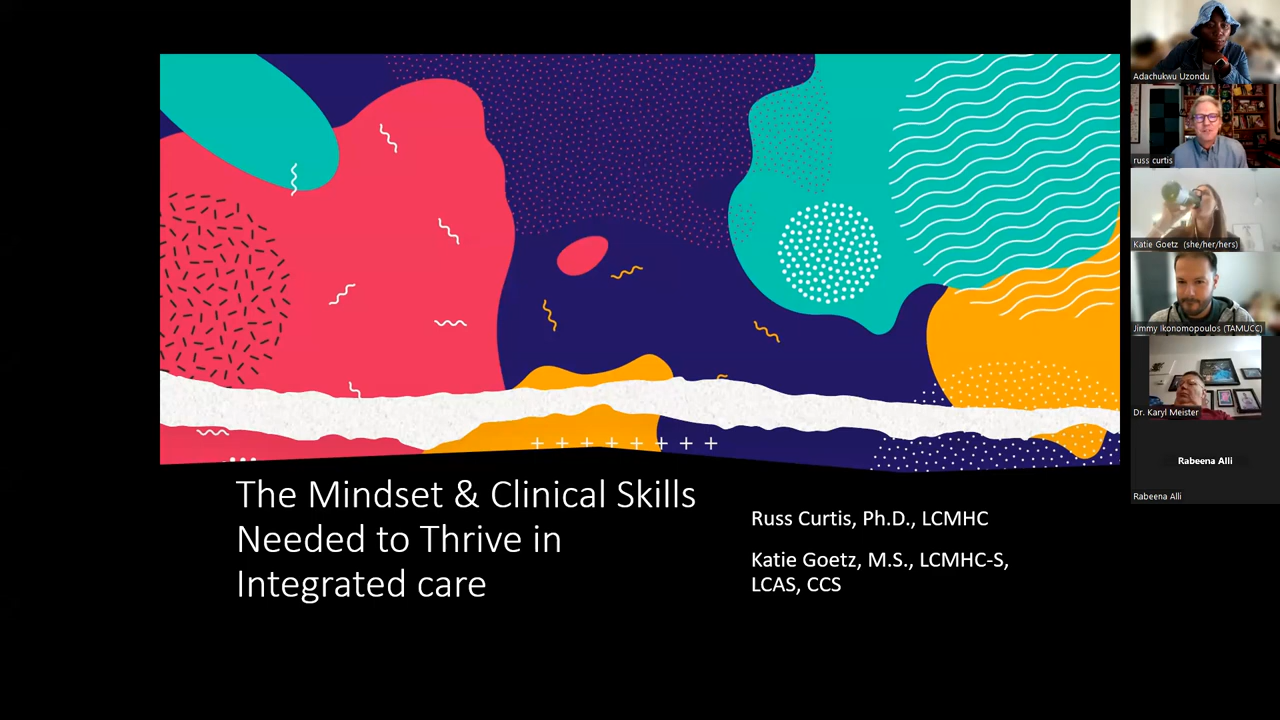 The Mindset & Clinical Skills
Needed to Thrive in
Integrated care
Russ Curtis, Ph.D., LCMHC
Katie Goetz, M.S., LCMHC-S,
LCAS, CCS
Adachukwu Uzondu
russ curtis
Katie Goetz (she/her/hers)
Jimmy Ikonomopoulos (TAMUCC)
Dr. Karyl Meister
Rabeena Alli
Rabeena Alli